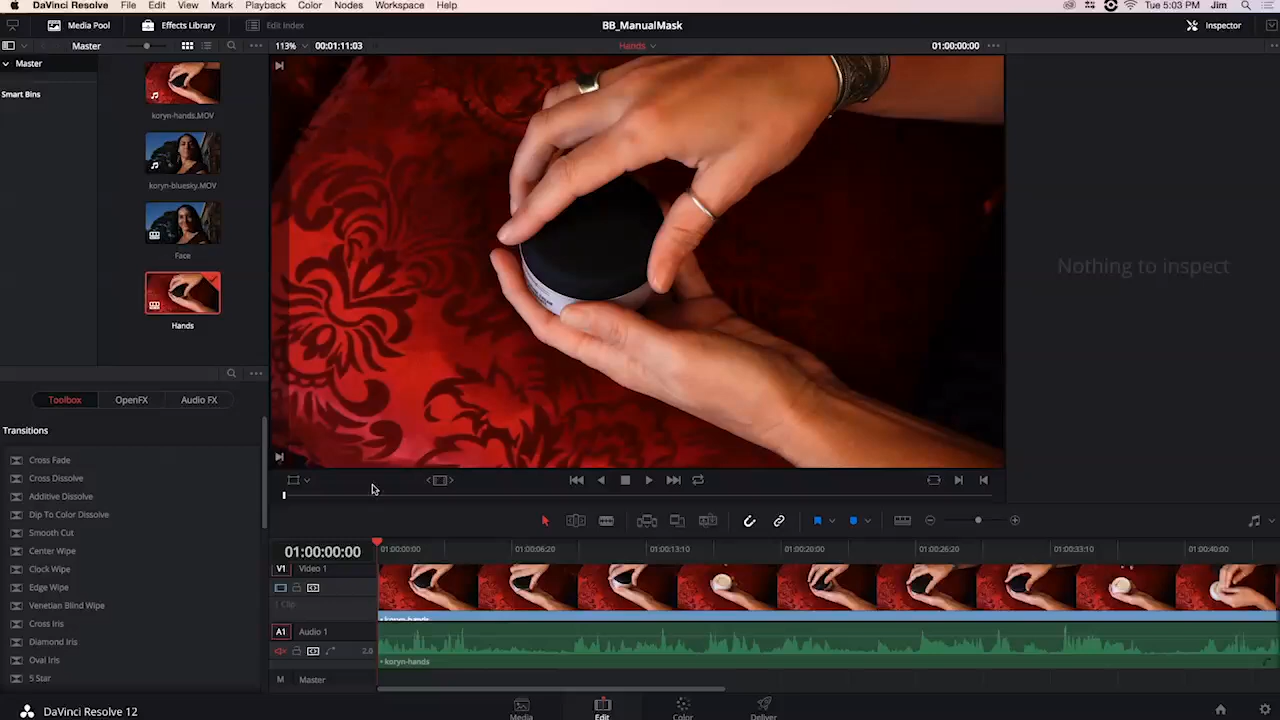 DaVinci Resolve File Edit View Mark Playback Color Nodes Workspace Help Tue 5:03 PM Jim
Media Pool Effects Library Edit Index BB_ManualMask Inspector
Master 113% 00:01:11:03 Hands 01:00:00:00
Master
Smart Bins
koryn-hands.MOV
koryn-bluesky.MOV
Face
Hands
Nothing to inspect
Toolbox OpenFX Audio FX
Transitions
Cross Fade
Cross Dissolve
Additive Dissolve
Dip To Color Dissolve
Smooth Cut
Center Wipe
Clock Wipe
Edge Wipe
Venetian Blind Wipe
Cross Iris
Diamond Iris
Oval Iris
5 Star
01:00:00:00 01:00:00:00 01:00:06:20 01:00:13:10 01:00:20:00 01:00:26:20 01:00:33:10 01:00:40:00
V1 Video 1
1 Clip
koryn-hands
A1 Audio 1
2.0
koryn-hands
M Master
DaVinci Resolve 12 Media Edit Color Deliver